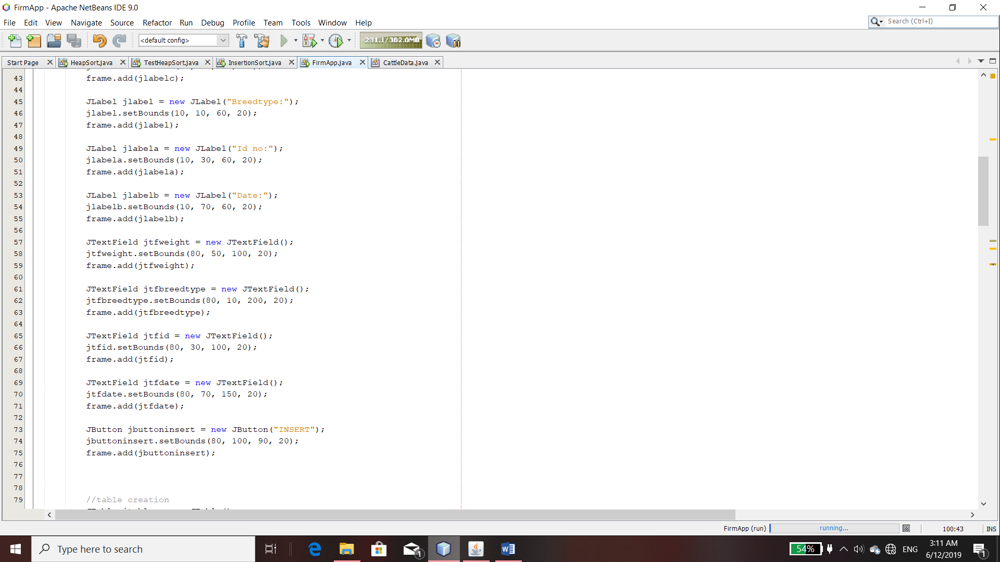 FirmApp - Apache NetBeans IDE 9.0
File Edit View Navigate Source Refactor Run Debug Profile Team Tools Window Help
Search (Ctrl+I)
<default config>
231.1/382.0MB
Start Page HeapSort.java TestHeapSort.java InsertionSort.java FirmApp.java CattleData.java
43 frame.add(jlabelc);
44
45 JLabel jlabel = new JLabel("Breedtype:");
46 jlabel.setBounds(10, 10, 60, 20);
47 frame.add(jlabel);
48
49 JLabel jlabela = new JLabel("Id no:");
50 jlabela.setBounds(10, 30, 60, 20);
51 frame.add(jlabela);
52
53 JLabel jlabelb = new JLabel("Date:");
54 jlabelb.setBounds(10, 70, 60, 20);
55 frame.add(jlabelb);
56
57 JTextField jtfweight = new JTextField();
58 jtfweight.setBounds(80, 50, 100, 20);
59 frame.add(jtfweight);
60
61 JTextField jtfbreedtype = new JTextField();
62 jtfbreedtype.setBounds(80, 10, 200, 20);
63 frame.add(jtfbreedtype);
64
65 JTextField jtfid = new JTextField();
66 jtfid.setBounds(80, 30, 100, 20);
67 frame.add(jtfid);
68
69 JTextField jtfdate = new JTextField();
70 jtfdate.setBounds(80, 70, 150, 20);
71 frame.add(jtfdate);
72
73 JButton jbuttoninsert = new JButton("INSERT");
74 jbuttoninsert.setBounds(80, 100, 90, 20);
75 frame.add(jbuttoninsert);
76
77
78
79 //table creation
FirmApp (run) running... 100:43 INS
Type here to search
1
54% ENG
3:11 AM
6/12/2019
1